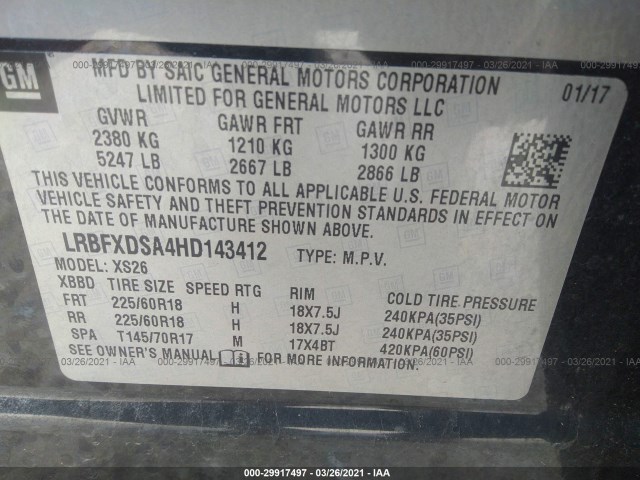 GM
MFD BY SAIC GENERAL MOTORS CORPORATION
LIMITED FOR GENERAL MOTORS LLC
01/17
GVWR GAWR FRT GAWR RR
2380 KG 1210 KG 1300 KG
5247 LB 2667 LB 2866 LB
THIS VEHICLE CONFORMS TO ALL APPLICABLE U.S. FEDERAL MOTOR
VEHICLE SAFETY AND THEFT PREVENTION STANDARDS IN EFFECT ON
THE DATE OF MANUFACTURE SHOWN ABOVE.
LRBFXDSA4HD143412 TYPE: M.P.V.
MODEL: XS26
XBBD TIRE SIZE SPEED RTG RIM COLD TIRE PRESSURE
FRT 225/60R18 H 18X7.5J 240KPA(35PSI)
RR 225/60R18 H 18X7.5J 240KPA(35PSI)
SPA T145/70R17 M 17X4BT 420KPA(60PSI)
SEE OWNER'S MANUAL FOR MORE INFORMATION.
000-29917497 - 03/26/2021 - IAA